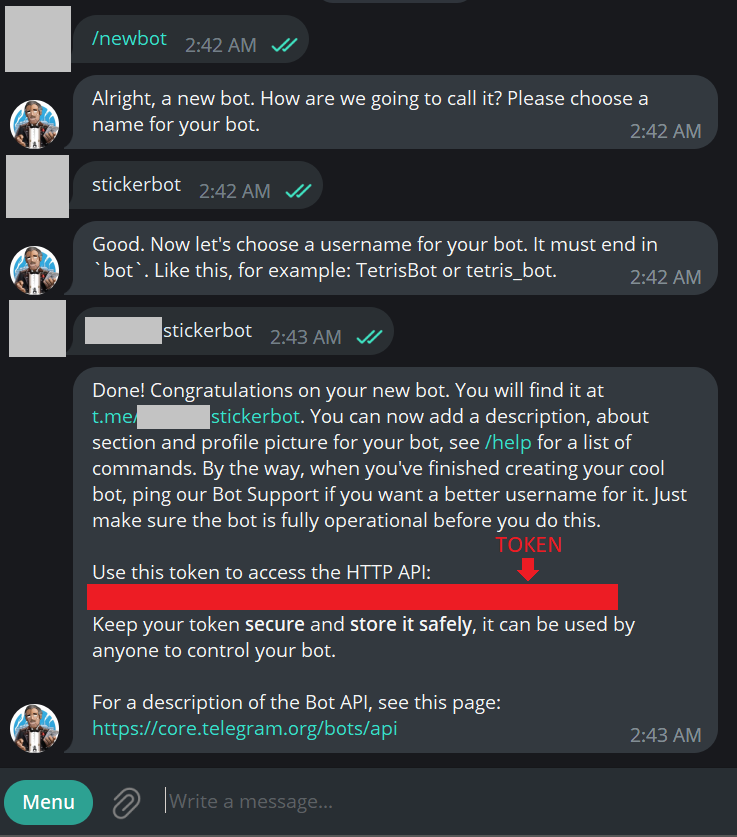 /newbot 2:42 AM
Alright, a new bot. How are we going to call it? Please choose a
name for your bot.
2:42 AM
stickerbot 2:42 AM
Good. Now let's choose a username for your bot. It must end in
`bot`. Like this, for example: TetrisBot or tetris_bot.
2:42 AM
stickerbot 2:43 AM
Done! Congratulations on your new bot. You will find it at
t.me/ stickerbot. You can now add a description, about
section and profile picture for your bot, see /help for a list of
commands. By the way, when you've finished creating your cool
bot, ping our Bot Support if you want a better username for it. Just
make sure the bot is fully operational before you do this.
TOKEN
Use this token to access the HTTP API:
Keep your token secure and store it safely, it can be used by
anyone to control your bot.
For a description of the Bot API, see this page:
https://core.telegram.org/bots/api
2:43 AM
Menu Write a message...